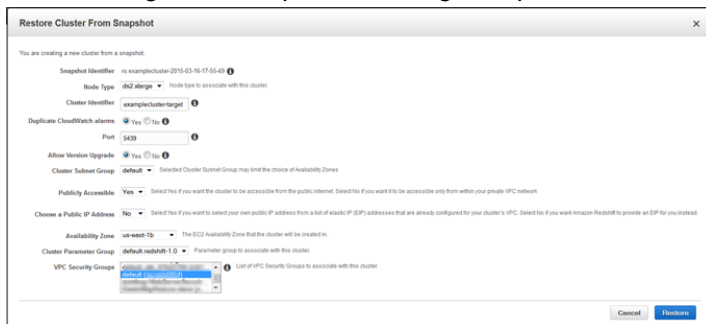 Restore Cluster From Snapshot
You are creating a new cluster from a snapshot.
Snapshot Identifier rs:examplecluster-2015-03-16-17-55-49
Node Type ds2.xlarge Node type to associate with this cluster.
Cluster Identifier examplecluster-target
Duplicate CloudWatch alarms Yes No
Port 5439
Allow Version Upgrade Yes No
Cluster Subnet Group default Selected Cluster Subnet Group may limit the choice of Availability Zones
Publicly Accessible Yes Select Yes if you want the cluster to be accessible from the public internet. Select No if you want it to be accessible only from within your private VPC network
Choose a Public IP Address No Select Yes if you want to select your own public IP address from a list of elastic IP (EIP) addresses that are already configured for your cluster's VPC. Select No if you want Amazon Redshift to provide an EIP for you instead.
Availability Zone us-east-1b The EC2 Availability Zone that the cluster will be created in.
Cluster Parameter Group default.redshift-1.0 Parameter group to associate with this cluster.
VPC Security Groups List of VPC Security Groups to associate with this cluster.
default
Cancel Restore